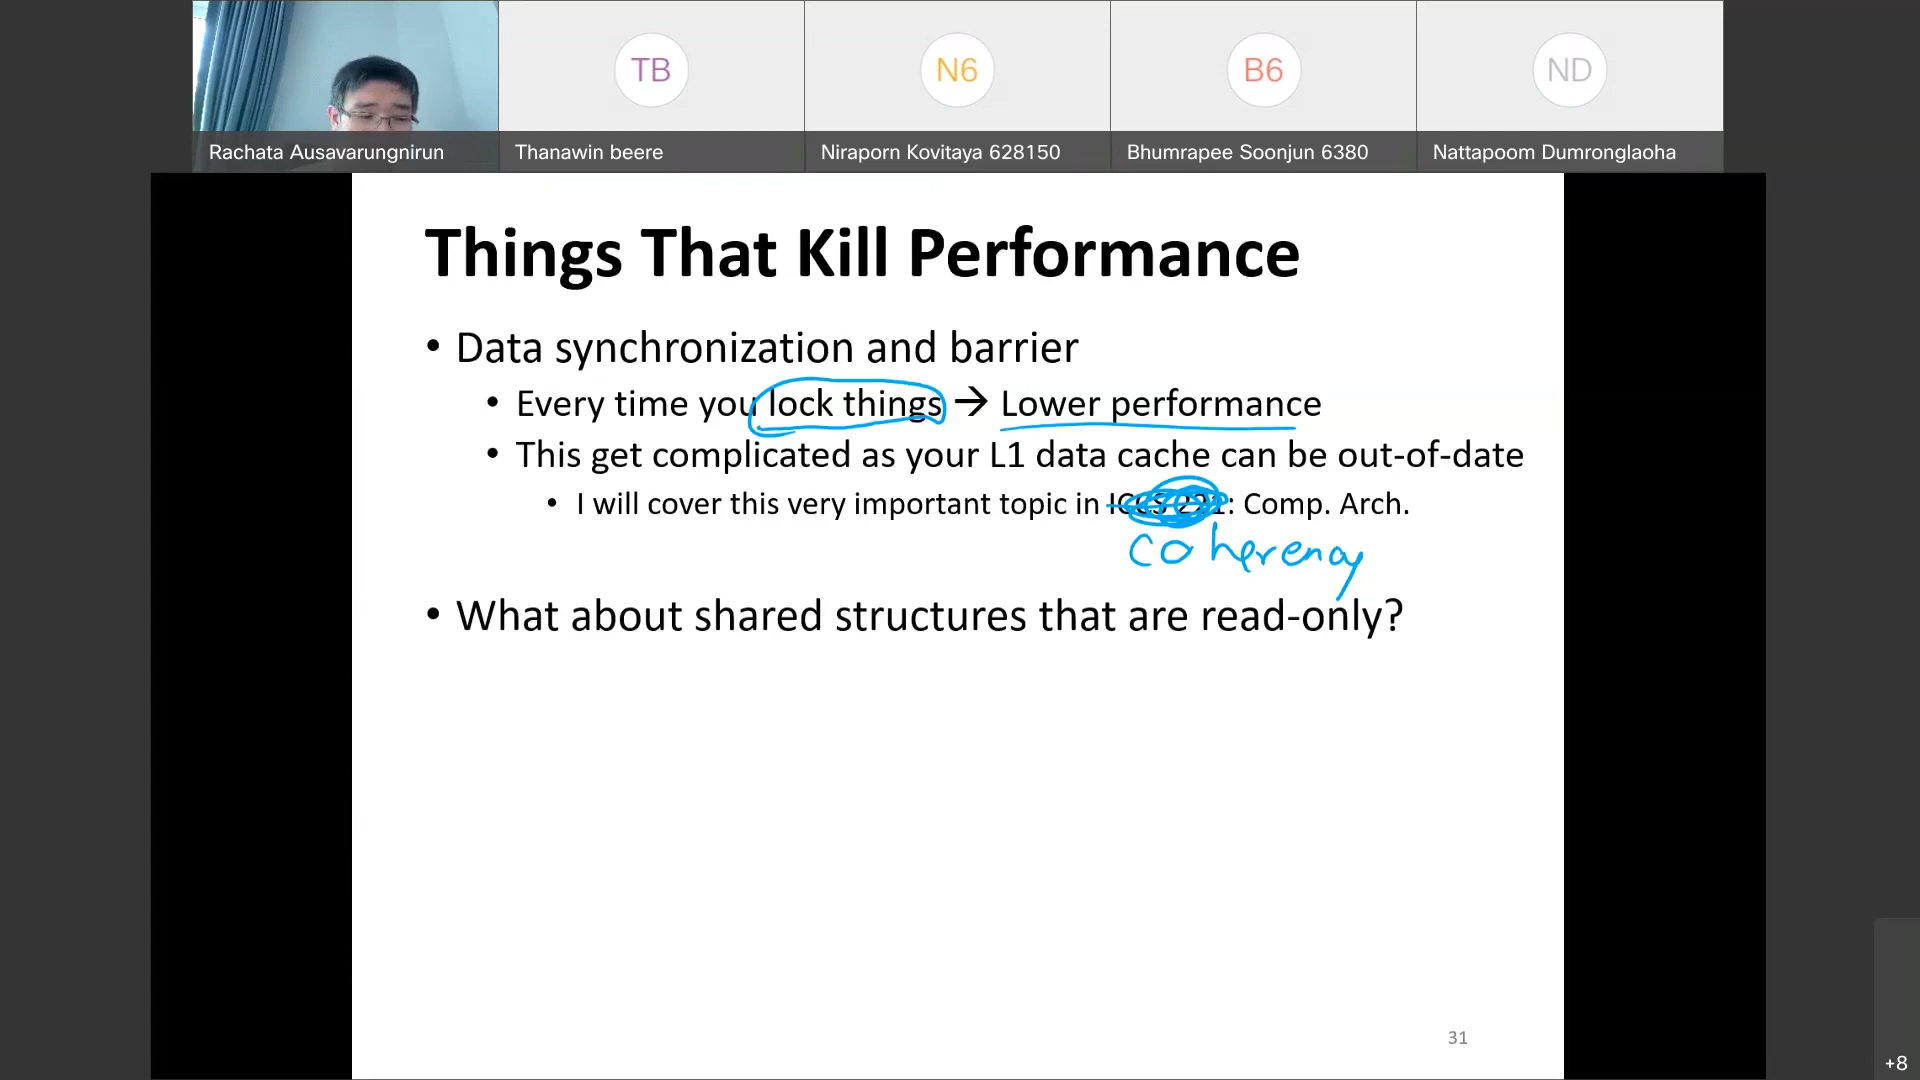 TB
N6
B6
ND
Rachata Ausavarungnirun
Thanawin beere
Niraporn Kovitaya 628150
Bhumrapee Soonjun 6380
Nattapoom Dumronglaoha
Things That Kill Performance
• Data synchronization and barrier
• Every time you lock things → Lower performance
• This get complicated as your L1 data cache can be out-of-date
• I will cover this very important topic in ICCS 221: Comp. Arch.
coherency
• What about shared structures that are read-only?
31
+8